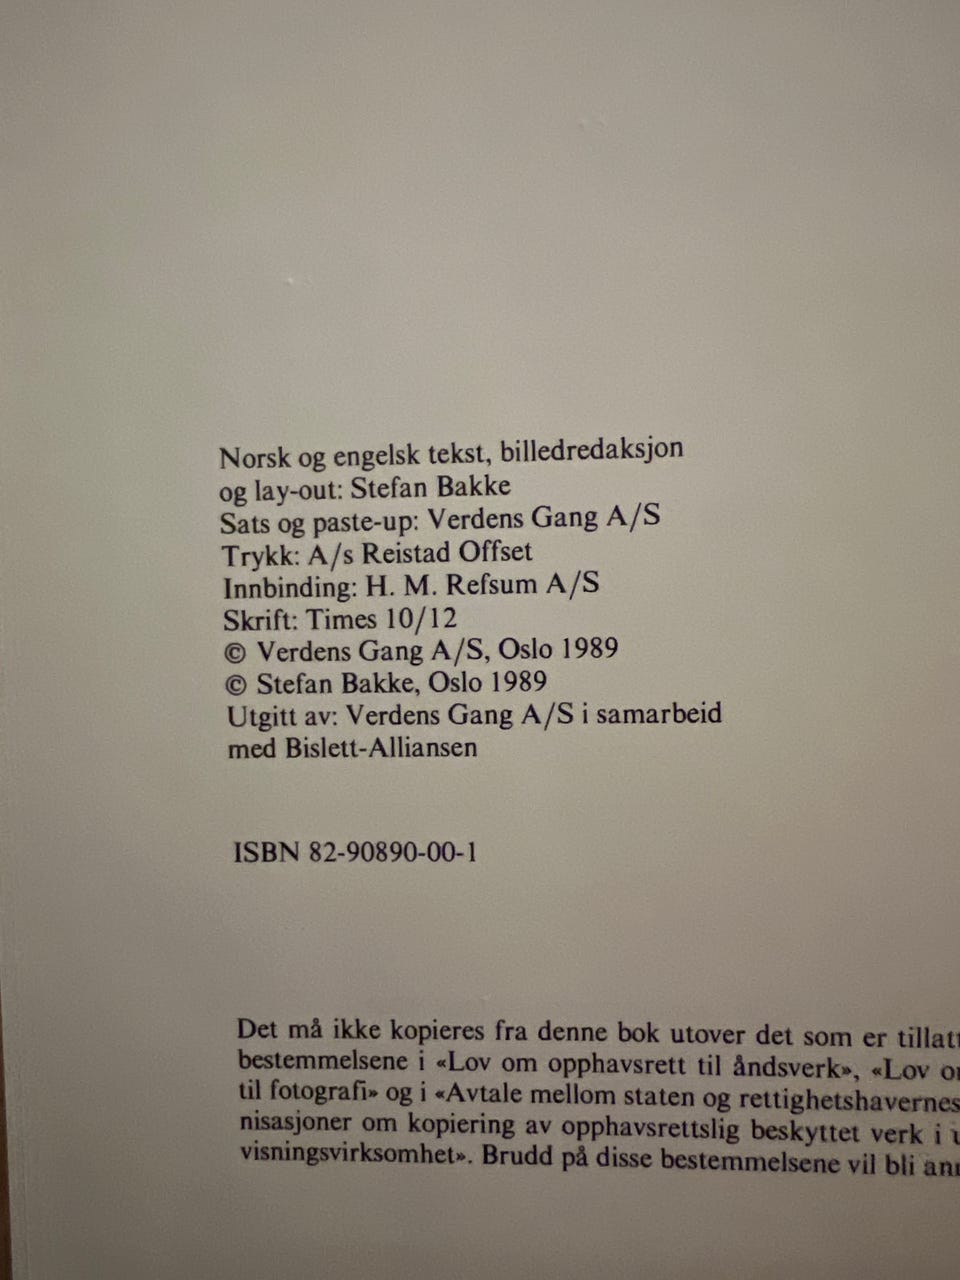 Norsk og engelsk tekst, billedredaksjon
og lay-out: Stefan Bakke
Sats og paste-up: Verdens Gang A/S
Trykk: A/s Reistad Offset
Innbinding: H. M. Refsum A/S
Skrift: Times 10/12
© Verdens Gang A/S, Oslo 1989
© Stefan Bakke, Oslo 1989
Utgitt av: Verdens Gang A/S i samarbeid
med Bislett-Alliansen
ISBN 82-90890-00-1
Det må ikke kopieres fra denne bok utover det som er tillatt
bestemmelsene i «Lov om opphavsrett til åndsverk», «Lov
til fotografi» og i «Avtale mellom staten og rettighetshavernes
nisasjoner om kopiering av opphavsrettslig beskyttet verk i
visningsvirksomhet». Brudd på disse bestemmelsene vil bli